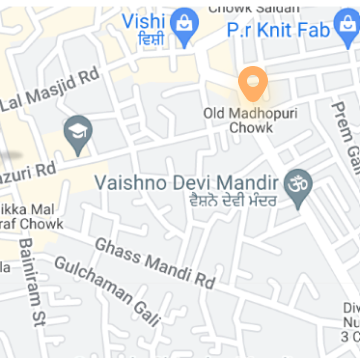 Chowk Saidan
Vishi
ਵਿਸ਼ੀ
P.r Knit Fab
Lal Masjid Rd
Old Madhopuri
Chowk
Prem Gali
azuri Rd
Vaishno Devi Mandir
ਵੈਸ਼ਨੋ ਦੇਵੀ ਮੰਦਰ
ikka Mal
raf Chowk
Ghass Mandi Rd
Gulchaman Gali
Bainiram St
la
Div
Nu
3 C